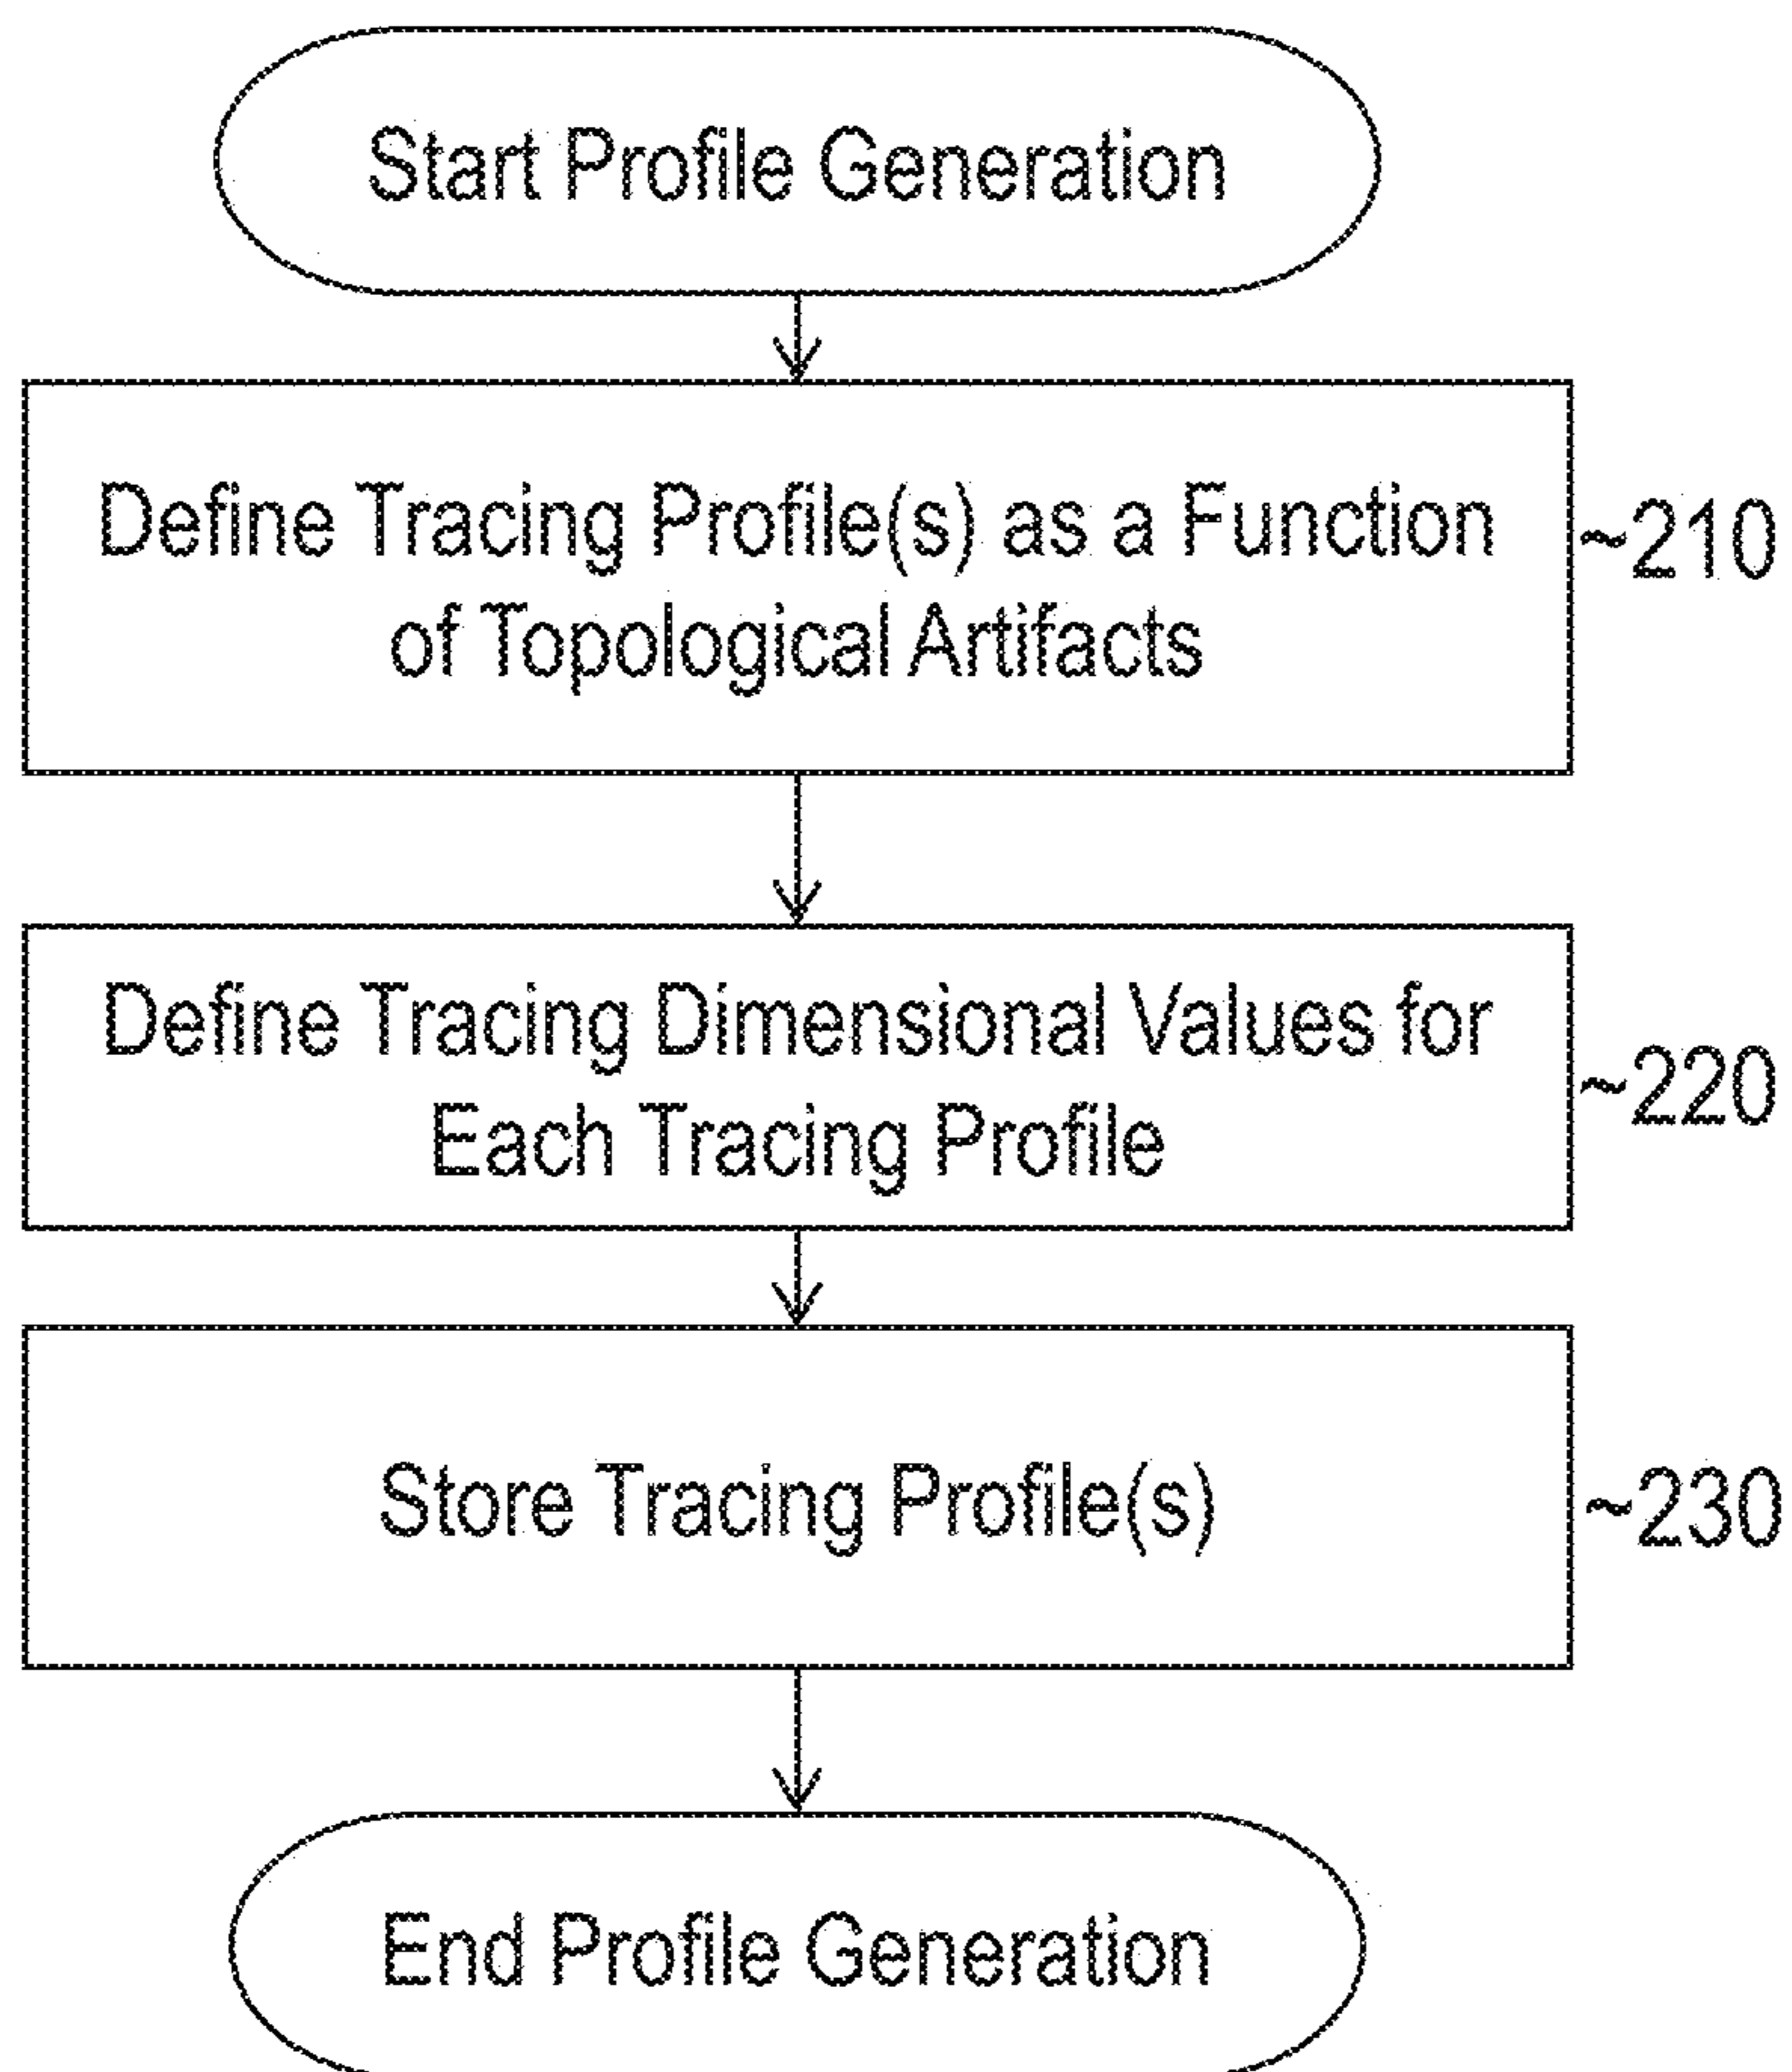 Start Profile Generation
Define Tracing Profile(s) as a Function
of Topological Artifacts
~210
Define Tracing Dimensional Values for
Each Tracing Profile
~220
Store Tracing Profile(s)
~230
End Profile Generation